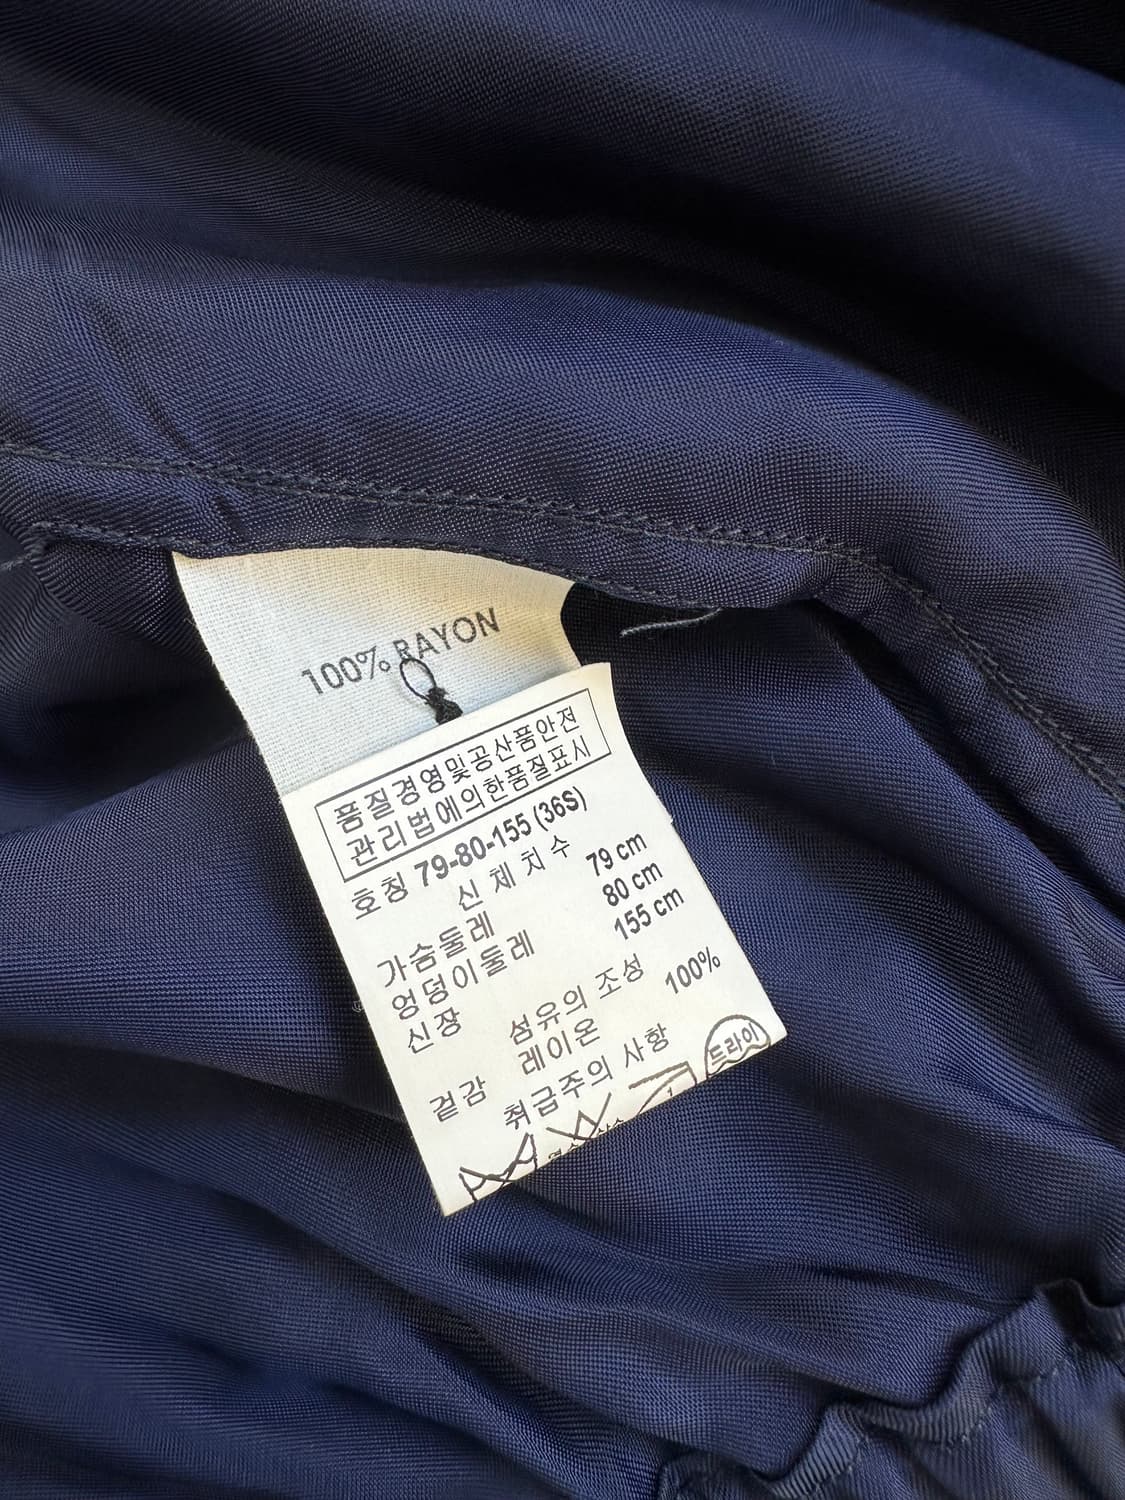 100% RAYON
품질경영및공산품안전
관리법에의한품질표시
호칭 79-80-155 (36S)
신 체 치 수
가슴둘레 79 cm
엉덩이둘레 80 cm
신장 155 cm
섬유의 조성
겉감 레이온 100%
취급주의 사항
드라이